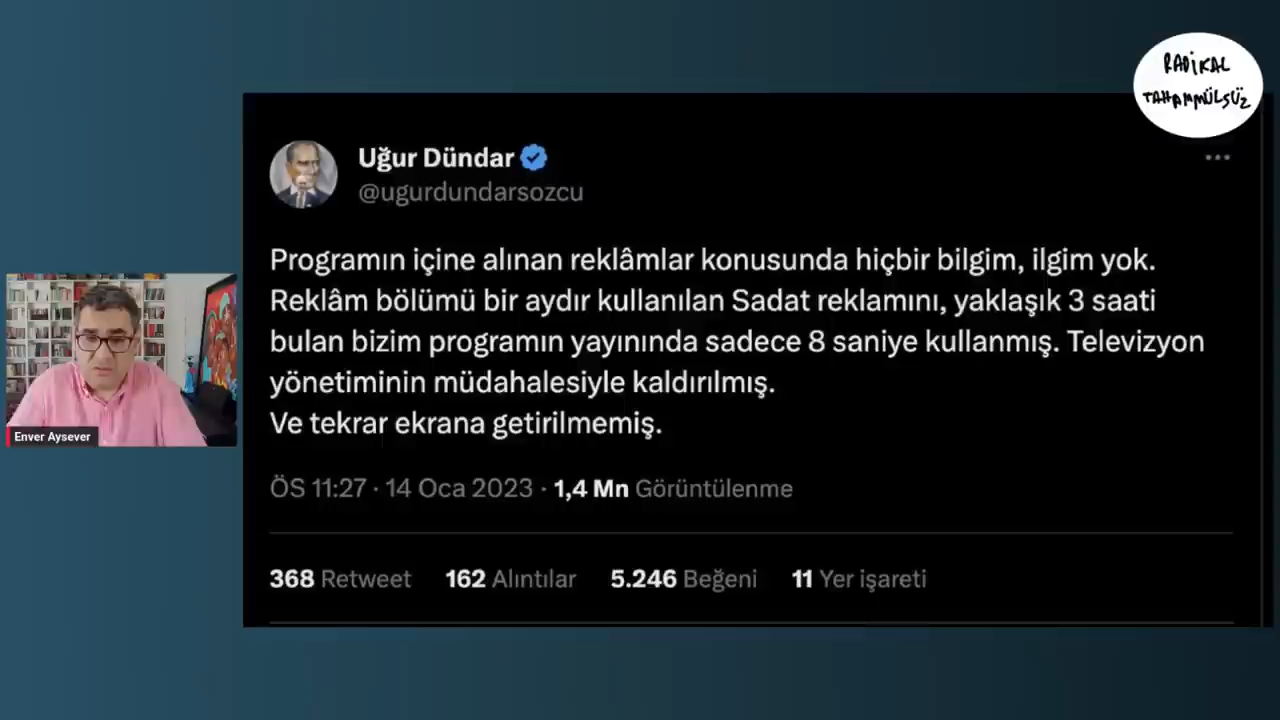 RADİKAL
TAHAMMÜLSÜZ
Uğur Dündar
@ugurdundarsozcu
Programın içine alınan reklâmlar konusunda hiçbir bilgim, ilgim yok.
Reklâm bölümü bir aydır kullanılan Sadat reklamını, yaklaşık 3 saati
bulan bizim programın yayınında sadece 8 saniye kullanmış. Televizyon
yönetiminin müdahalesiyle kaldırılmış.
Ve tekrar ekrana getirilmemiş.
ÖS 11:27 · 14 Oca 2023 · 1,4 Mn Görüntülenme
368 Retweet 162 Alıntılar 5.246 Beğeni 11 Yer işareti
Enver Aysever